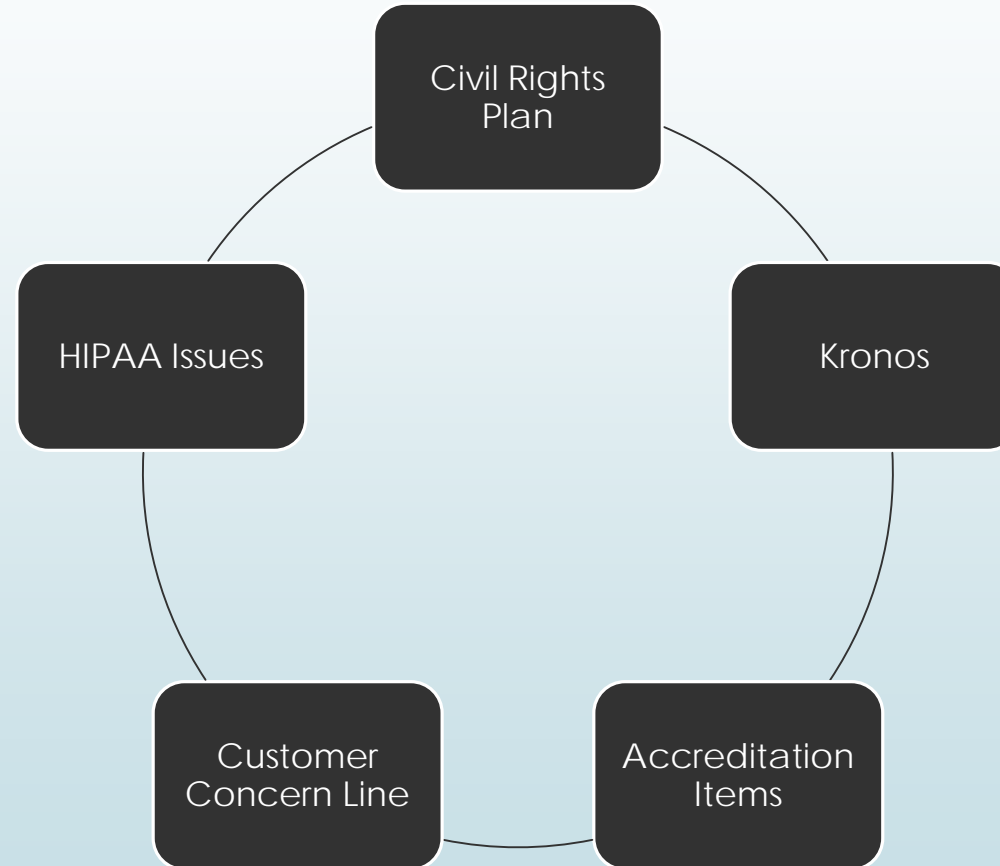 Civil Rights
Plan
HIPAA Issues
Kronos
Customer
Concern Line
Accreditation
Items